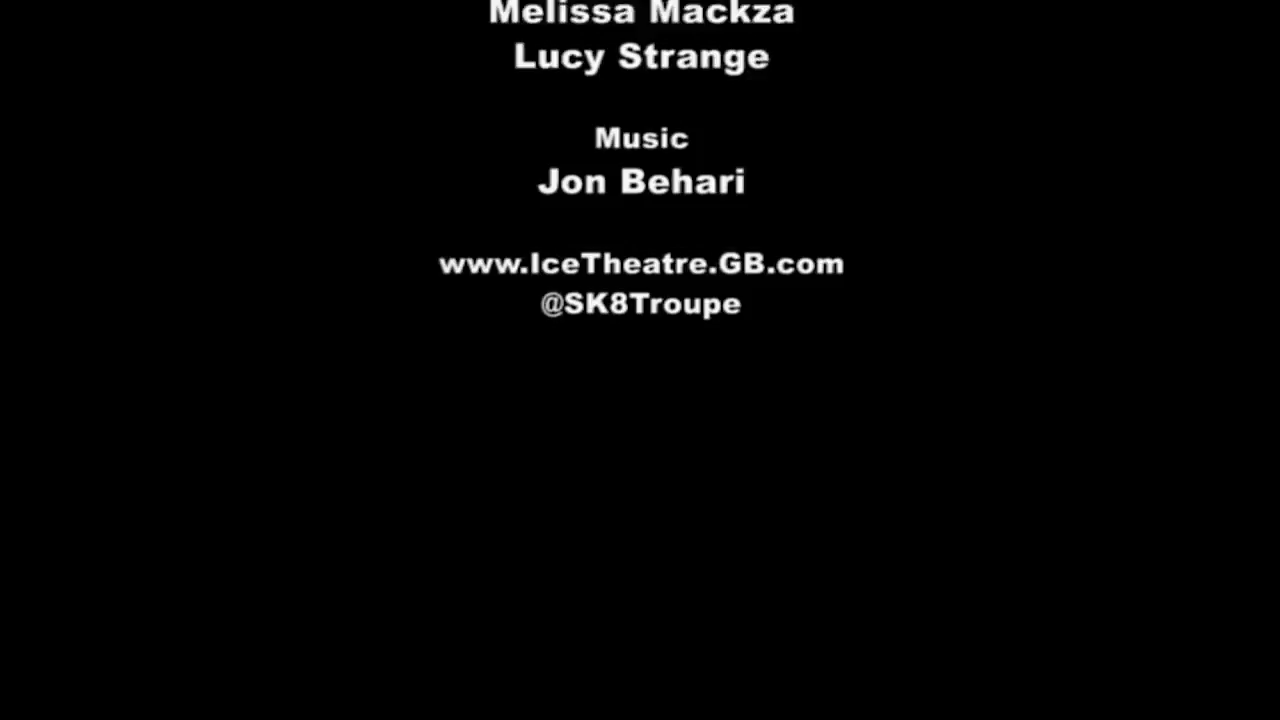 Melissa Mackza
Lucy Strange
Music
Jon Behari
www.IceTheatre.GB.com
@SK8Troupe